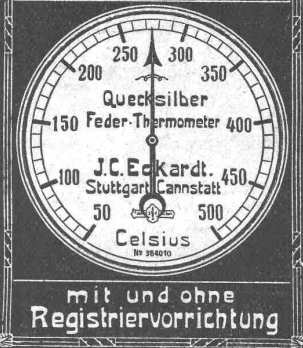 250 300
200 350
Quecksilber
150 Feder-Thermometer 400
J.C. Eckardt.
100 450
Stuttgart Cannstatt
50 500
Celsius
No 364010
mit und ohne
Registriervorrichtung